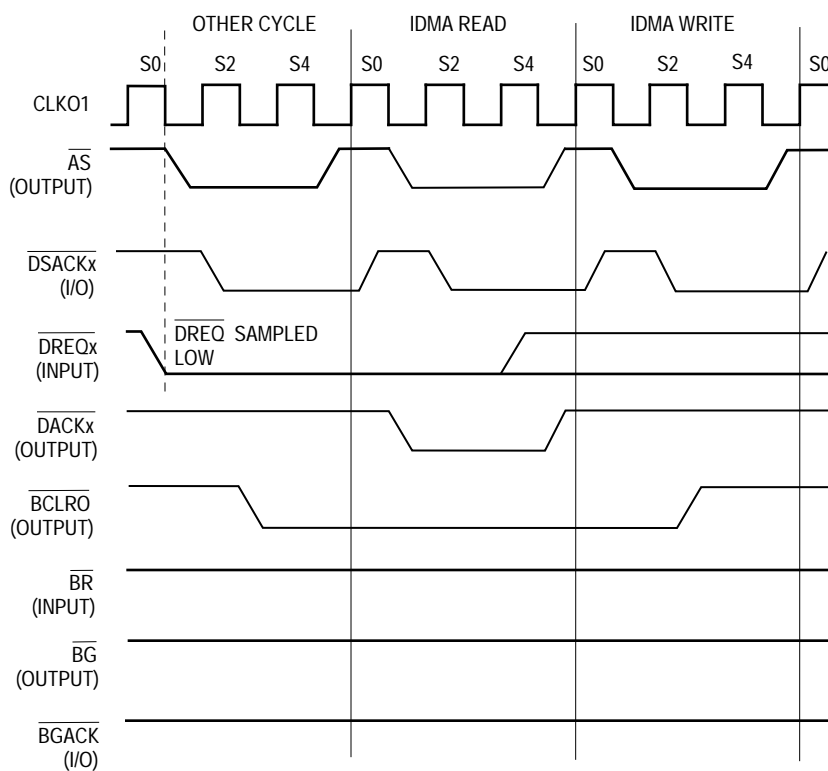 OTHER CYCLE IDMA READ IDMA WRITE
S0 S2 S4 S0 S2 S4 S0 S2 S4 S0
CLKO1
AS
(OUTPUT)
DSACKx
(I/O)
DREQx
(INPUT)
DREQ SAMPLED
LOW
DACKx
(OUTPUT)
BCLRO
(OUTPUT)
BR
(INPUT)
BG
(OUTPUT)
BGACK
(I/O)